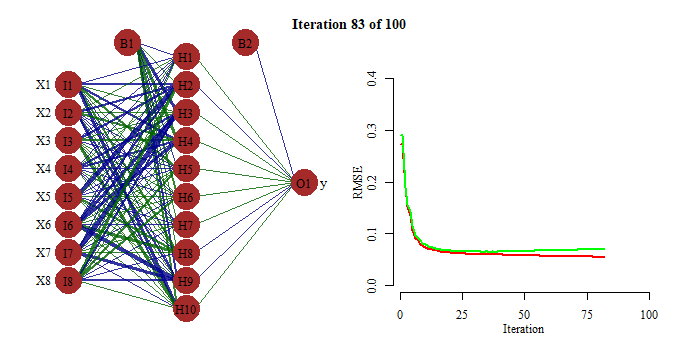 Iteration 83 of 100
B1 B2
H1
X1 I1 H2
X2 I2 H3
X3 I3 H4
X4 I4 H5
O1 y
X5 I5 H6
X6 I6 H7
X7 I7 H8
X8 I8 H9
H10
RMSE
0.4
0.3
0.2
0.1
0.0
0 25 50 75 100
Iteration